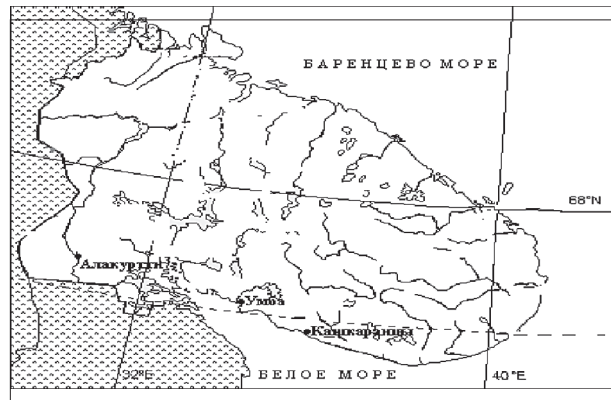 БАРЕНЦЕВО МОРЕ
68°N
Алакуртти
Умба
Кашкаранцы
32°E
БЕЛОЕ МОРЕ
40°E